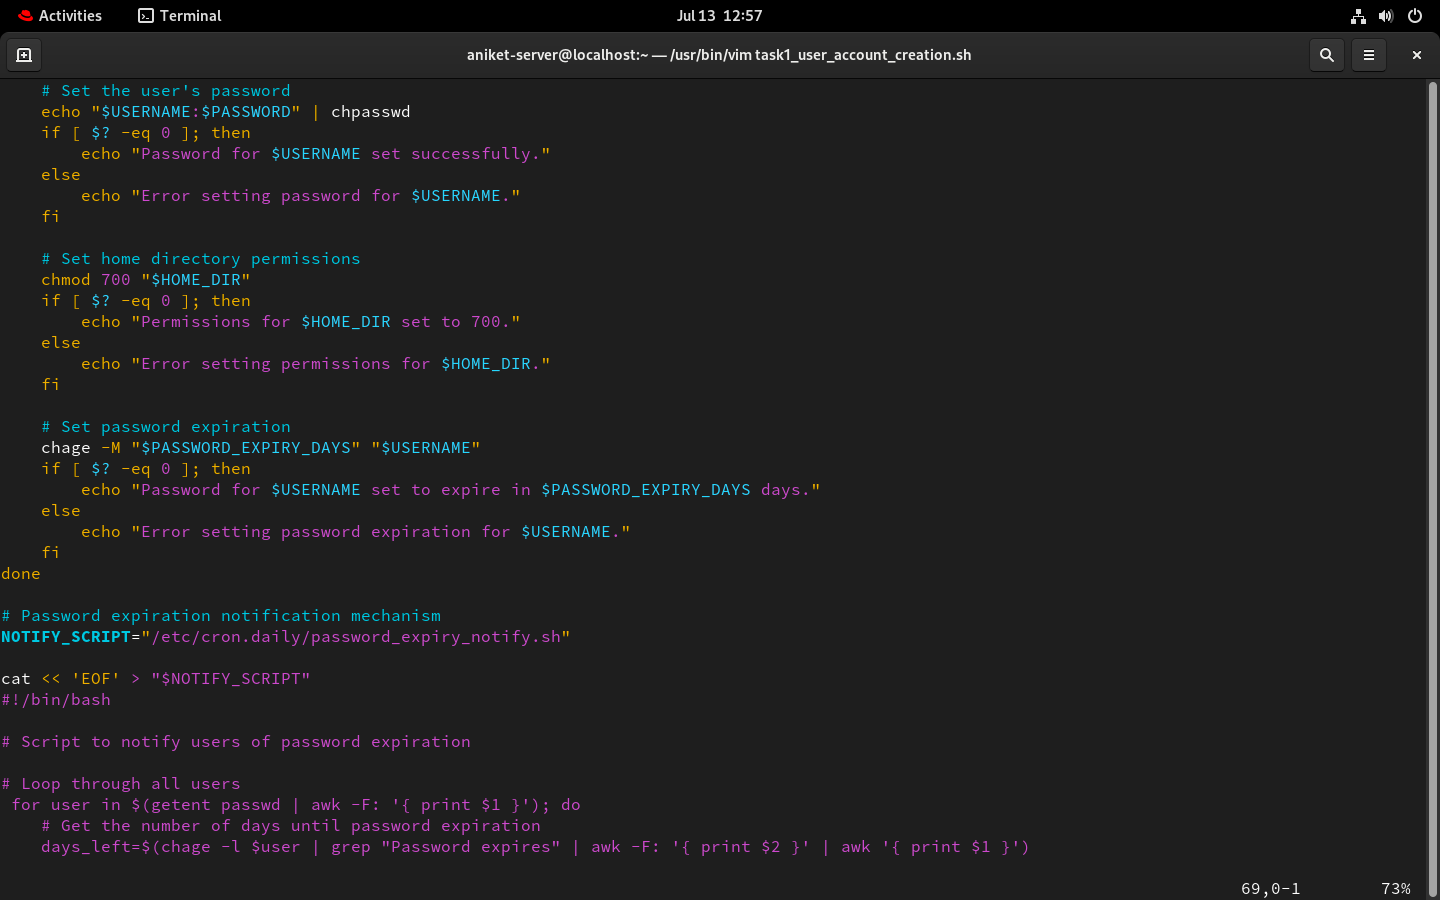 Activities Terminal Jul 13 12:57
aniket-server@localhost:~ — /usr/bin/vim task1_user_account_creation.sh
    # Set the user's password
    echo "$USERNAME:$PASSWORD" | chpasswd
    if [ $? -eq 0 ]; then
        echo "Password for $USERNAME set successfully."
    else
        echo "Error setting password for $USERNAME."
    fi

    # Set home directory permissions
    chmod 700 "$HOME_DIR"
    if [ $? -eq 0 ]; then
        echo "Permissions for $HOME_DIR set to 700."
    else
        echo "Error setting permissions for $HOME_DIR."
    fi

    # Set password expiration
    chage -M "$PASSWORD_EXPIRY_DAYS" "$USERNAME"
    if [ $? -eq 0 ]; then
        echo "Password for $USERNAME set to expire in $PASSWORD_EXPIRY_DAYS days."
    else
        echo "Error setting password expiration for $USERNAME."
    fi
done

# Password expiration notification mechanism
NOTIFY_SCRIPT="/etc/cron.daily/password_expiry_notify.sh"

cat << 'EOF' > "$NOTIFY_SCRIPT"
#!/bin/bash

# Script to notify users of password expiration

# Loop through all users
 for user in $(getent passwd | awk -F: '{ print $1 }'); do
    # Get the number of days until password expiration
    days_left=$(chage -l $user | grep "Password expires" | awk -F: '{ print $2 }' | awk '{ print $1 }')
69,0-1 73%